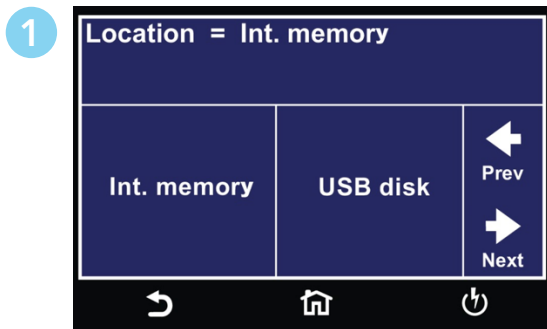 1
Location = Int. memory
Int. memory
USB disk
Prev
Next